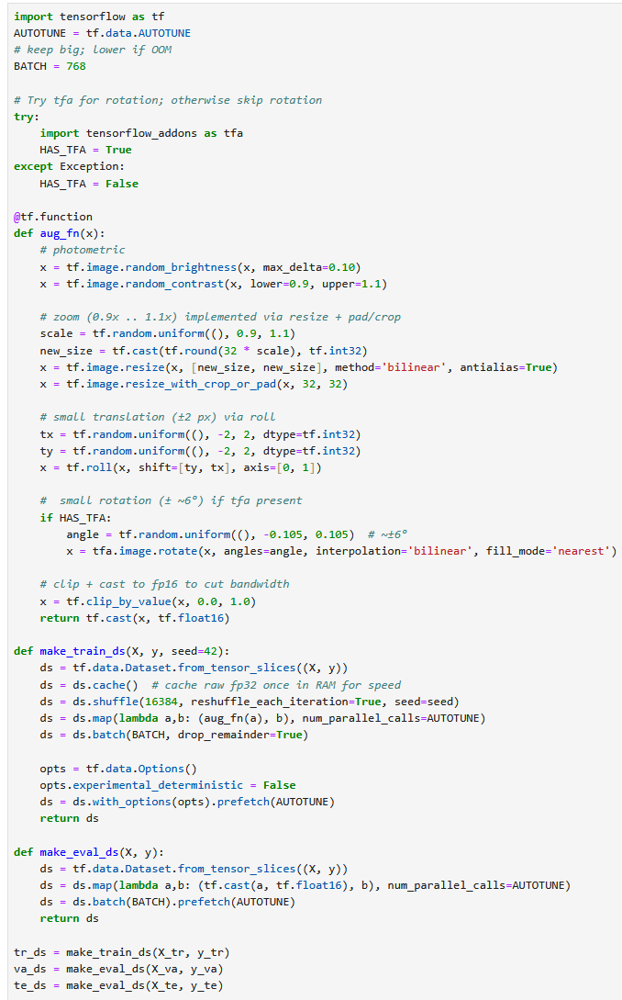 import tensorflow as tf
AUTOTUNE = tf.data.AUTOTUNE
# keep big; lower if OOM
BATCH = 768

# Try tfa for rotation; otherwise skip rotation
try:
    import tensorflow_addons as tfa
    HAS_TFA = True
except Exception:
    HAS_TFA = False

@tf.function
def aug_fn(x):
    # photometric
    x = tf.image.random_brightness(x, max_delta=0.10)
    x = tf.image.random_contrast(x, lower=0.9, upper=1.1)

    # zoom (0.9x .. 1.1x) implemented via resize + pad/crop
    scale = tf.random.uniform((), 0.9, 1.1)
    new_size = tf.cast(tf.round(32 * scale), tf.int32)
    x = tf.image.resize(x, [new_size, new_size], method='bilinear', antialias=True)
    x = tf.image.resize_with_crop_or_pad(x, 32, 32)

    # small translation (±2 px) via roll
    tx = tf.random.uniform((), -2, 2, dtype=tf.int32)
    ty = tf.random.uniform((), -2, 2, dtype=tf.int32)
    x = tf.roll(x, shift=[ty, tx], axis=[0, 1])

    #  small rotation (± ~6°) if tfa present
    if HAS_TFA:
        angle = tf.random.uniform((), -0.105, 0.105)  # ~±6°
        x = tfa.image.rotate(x, angles=angle, interpolation='bilinear', fill_mode='nearest')

    # clip + cast to fp16 to cut bandwidth
    x = tf.clip_by_value(x, 0.0, 1.0)
    return tf.cast(x, tf.float16)

def make_train_ds(X, y, seed=42):
    ds = tf.data.Dataset.from_tensor_slices((X, y))
    ds = ds.cache()  # cache raw fp32 once in RAM for speed
    ds = ds.shuffle(16384, reshuffle_each_iteration=True, seed=seed)
    ds = ds.map(lambda a,b: (aug_fn(a), b), num_parallel_calls=AUTOTUNE)
    ds = ds.batch(BATCH, drop_remainder=True)

    opts = tf.data.Options()
    opts.experimental_deterministic = False
    ds = ds.with_options(opts).prefetch(AUTOTUNE)
    return ds

def make_eval_ds(X, y):
    ds = tf.data.Dataset.from_tensor_slices((X, y))
    ds = ds.map(lambda a,b: (tf.cast(a, tf.float16), b), num_parallel_calls=AUTOTUNE)
    ds = ds.batch(BATCH).prefetch(AUTOTUNE)
    return ds

tr_ds = make_train_ds(X_tr, y_tr)
va_ds = make_eval_ds(X_va, y_va)
te_ds = make_eval_ds(X_te, y_te)